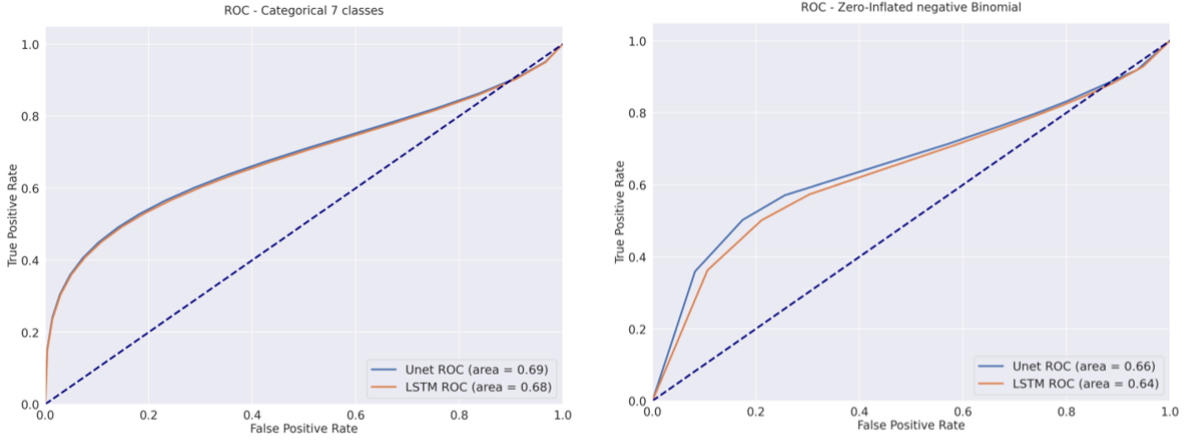 ROC - Categorical 7 classes
1.0
0.8
0.6
0.4
0.2
0.0
True Positive Rate
0.0 0.2 0.4 0.6 0.8 1.0
False Positive Rate
Unet ROC (area = 0.69)
LSTM ROC (area = 0.68)
ROC - Zero-Inflated negative Binomial
1.0
0.8
0.6
0.4
0.2
0.0
True Positive Rate
0.0 0.2 0.4 0.6 0.8 1.0
False Positive Rate
Unet ROC (area = 0.66)
LSTM ROC (area = 0.64)